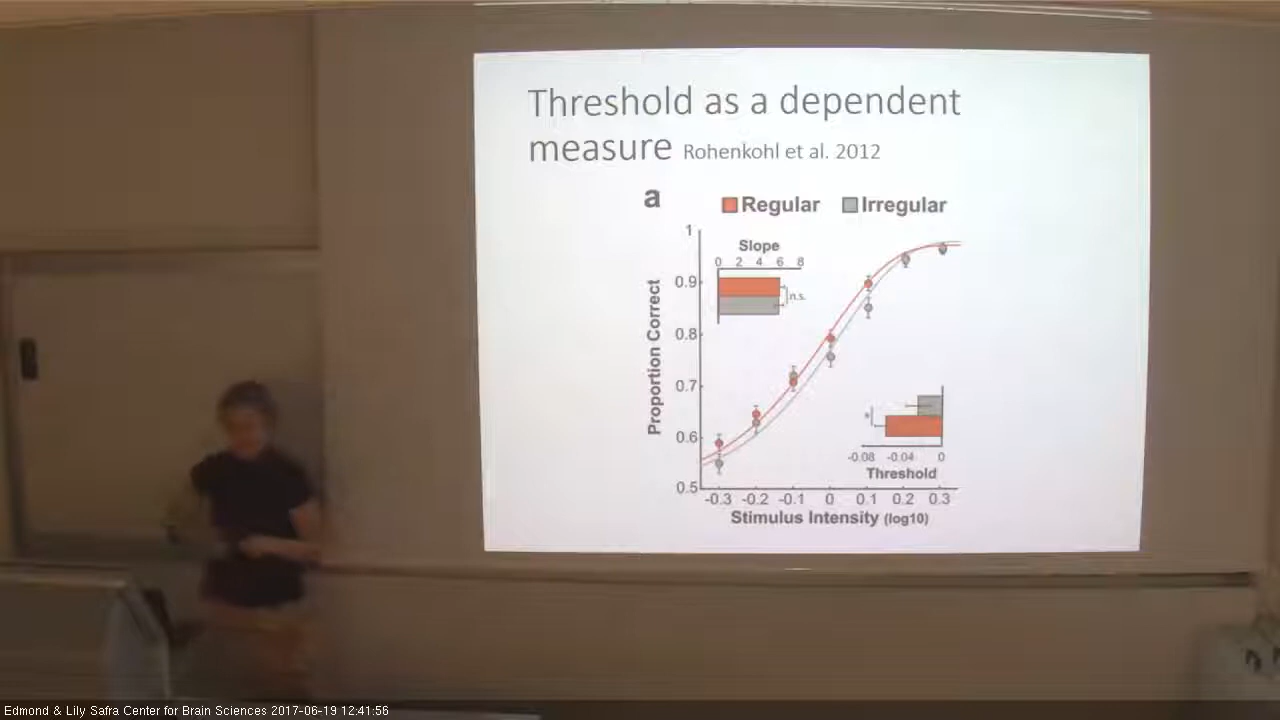 Threshold as a dependent
measure Rohenkohl et al. 2012
a
Regular Irregular
Slope
0 2 4 6 8
n.s.
Proportion Correct
1
0.9
0.8
0.7
0.6
0.5
*
-0.08 -0.04 0
Threshold
-0.3 -0.2 -0.1 0 0.1 0.2 0.3
Stimulus Intensity (log10)
Edmond & Lily Safra Center for Brain Sciences 2017-06-19 12:41:56